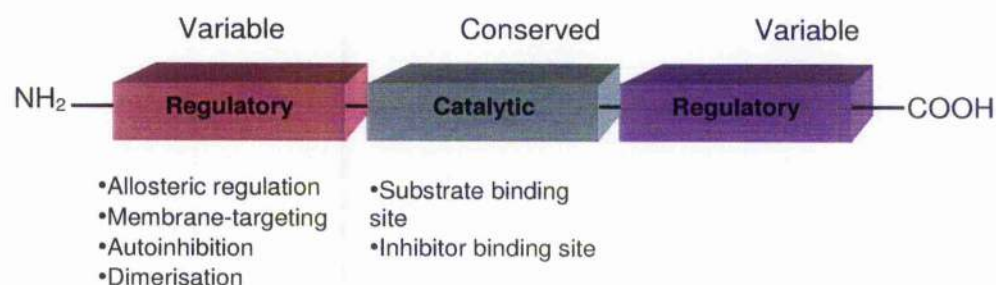 Variable Conserved Variable
NH₂ Regulatory Catalytic Regulatory COOH
•Allosteric regulation
•Membrane-targeting
•Autoinhibition
•Dimerisation
•Substrate binding
site
•Inhibitor binding site